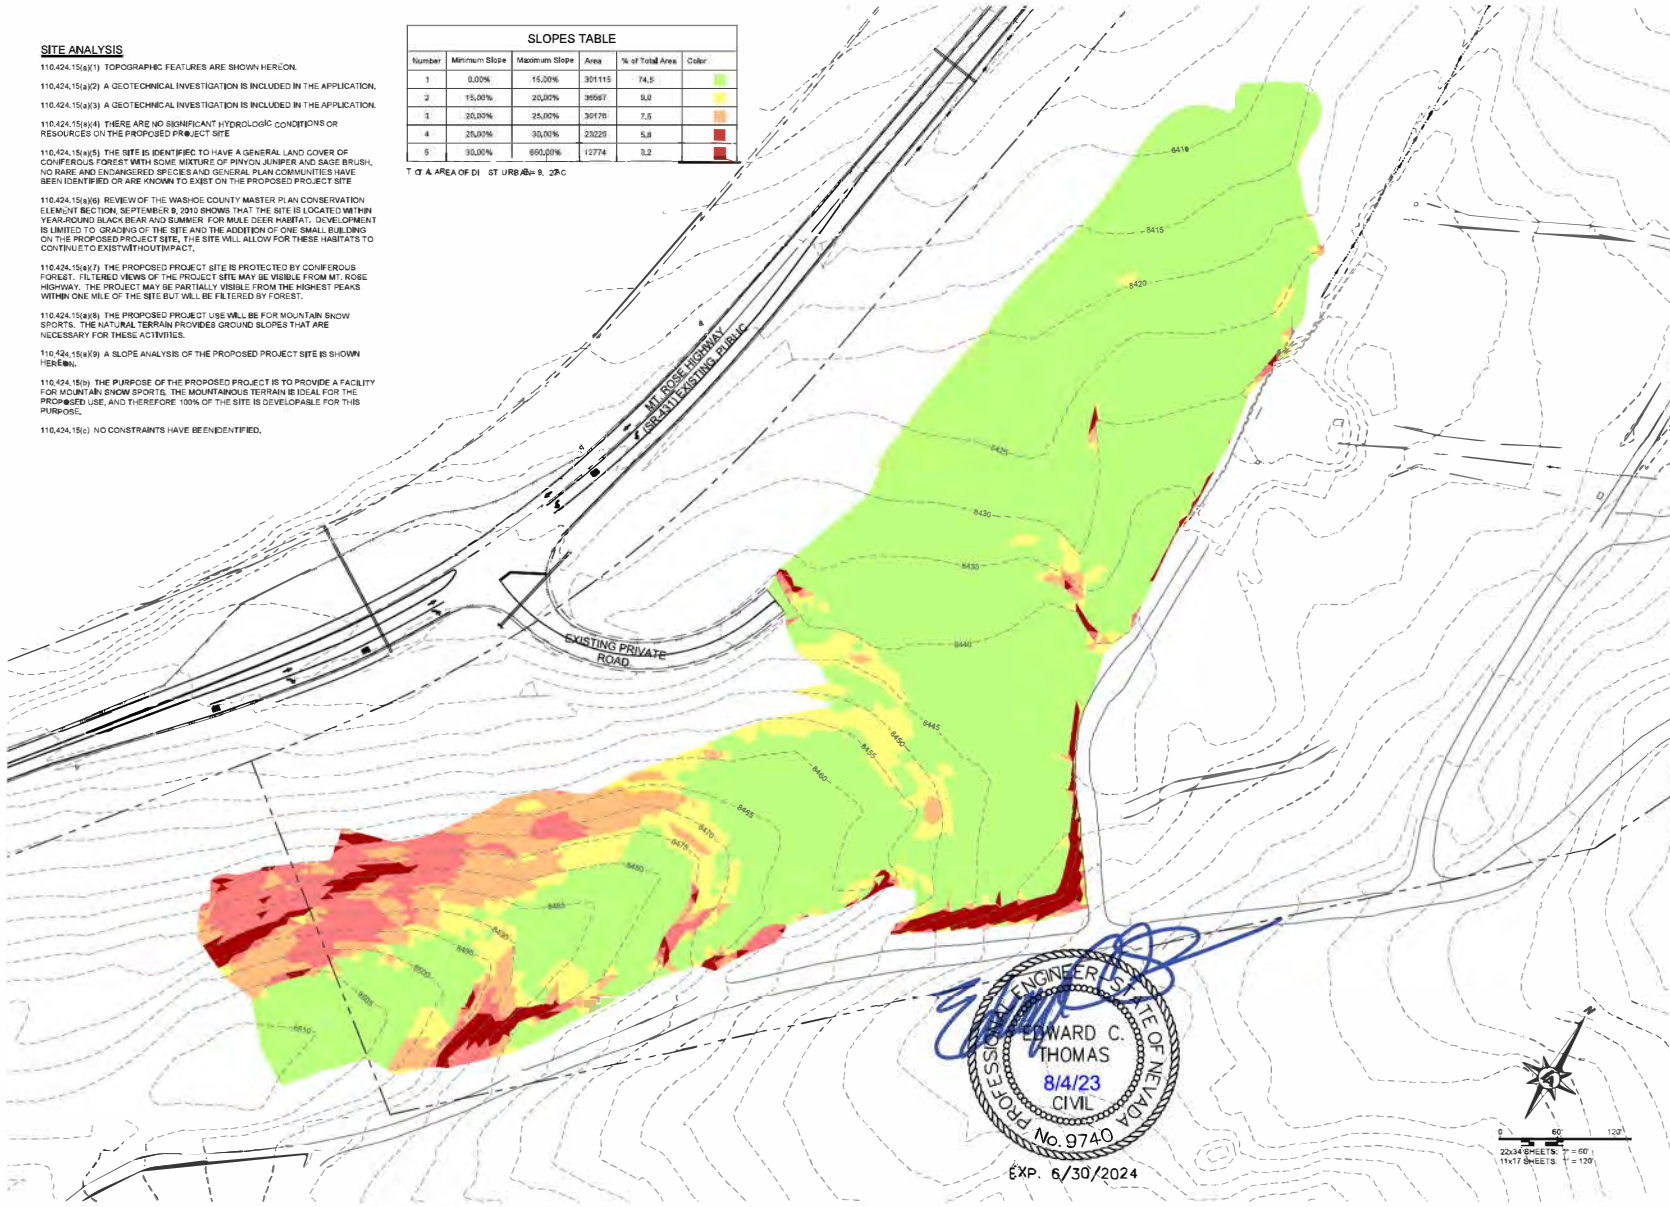 SITE ANALYSIS
110.424.15(a)(1) TOPOGRAPHIC FEATURES ARE SHOWN HEREON.
110.424.15(a)(2) A GEOTECHNICAL INVESTIGATION IS INCLUDED IN THE APPLICATION.
110.424.15(a)(3) A GEOTECHNICAL INVESTIGATION IS INCLUDED IN THE APPLICATION.
110.424.15(a)(4) THERE ARE NO SIGNIFICANT HYDROLOGIC CONDITIONS OR
RESOURCES ON THE PROPOSED PROJECT SITE
110.424.15(a)(5) THE SITE IS IDENTIFIED TO HAVE A GENERAL LAND COVER OF
CONIFEROUS FOREST WITH SOME MIXTURE OF PINYON JUNIPER AND SAGE BRUSH,
NO RARE AND ENDANGERED SPECIES AND GENERAL PLAN COMMUNITIES HAVE
BEEN IDENTIFIED OR ARE KNOWN TO EXIST ON THE PROPOSED PROJECT SITE
110.424.15(a)(6) REVIEW OF THE WASHOE COUNTY MASTER PLAN CONSERVATION
ELEMENT SECTION, SEPTEMBER 9, 2010 SHOWS THAT THE SITE IS LOCATED WITHIN
YEAR-ROUND BLACK BEAR AND SUMMER FOR MULE DEER HABITAT. DEVELOPMENT
IS LIMITED TO GRADING OF THE SITE AND THE ADDITION OF ONE SMALL BUILDING
ON THE PROPOSED PROJECT SITE, THE SITE WILL ALLOW FOR THESE HABITATS TO
CONTINUE TO EXIST WITHOUT IMPACT.
110.424.15(a)(7) THE PROPOSED PROJECT SITE IS PROTECTED BY CONIFEROUS
FOREST. FILTERED VIEWS OF THE PROJECT SITE MAY BE VISIBLE FROM MT. ROSE
HIGHWAY. THE PROJECT MAY BE PARTIALLY VISIBLE FROM THE HIGHEST PEAKS
WITHIN ONE MILE OF THE SITE BUT WILL BE FILTERED BY FOREST.
110.424.15(a)(8) THE PROPOSED PROJECT USE WILL BE FOR MOUNTAIN SNOW
SPORTS. THE NATURAL TERRAIN PROVIDES GROUND SLOPES THAT ARE
NECESSARY FOR THESE ACTIVITIES.
110.424.15(a)(9) A SLOPE ANALYSIS OF THE PROPOSED PROJECT SITE IS SHOWN
HEREON.
110.424.15(b) THE PURPOSE OF THE PROPOSED PROJECT IS TO PROVIDE A FACILITY
FOR MOUNTAIN SNOW SPORTS, THE MOUNTAINOUS TERRAIN IS IDEAL FOR THE
PROPOSED USE, AND THEREFORE 100% OF THE SITE IS DEVELOPABLE FOR THIS
PURPOSE.
110.424.15(c) NO CONSTRAINTS HAVE BEEN IDENTIFIED.
SLOPES TABLE
Number Minimum Slope Maximum Slope Area % of Total Area Color
1 0.00% 15.00% 301115 74.5
2 15.00% 20.00% 36567 9.0
3 20.00% 25.00% 30176 7.5
4 25.00% 30.00% 23225 5.8
5 30.00% 660.00% 12774 3.2
TOTAL AREA OF DISTURBAN= 9.27AC
8416
8415
8420
8425
8430
8435
8440
8445
8450
8455
8460
8465
8470
8475
8480
8485
8490
8495
8500
8505
8510
MT. ROSE HIGHWAY
(SR-431) EXISTING, PUBLIC
EXISTING PRIVATE
ROAD
PROFESSIONAL ENGINEER - STATE OF NEVADA
EDWARD C.
THOMAS
8/4/23
CIVIL
No. 9740
EXP. 6/30/2024
N
0 60' 120'
22x34 SHEETS: 1" = 60'
11x17 SHEETS: 1" = 120'